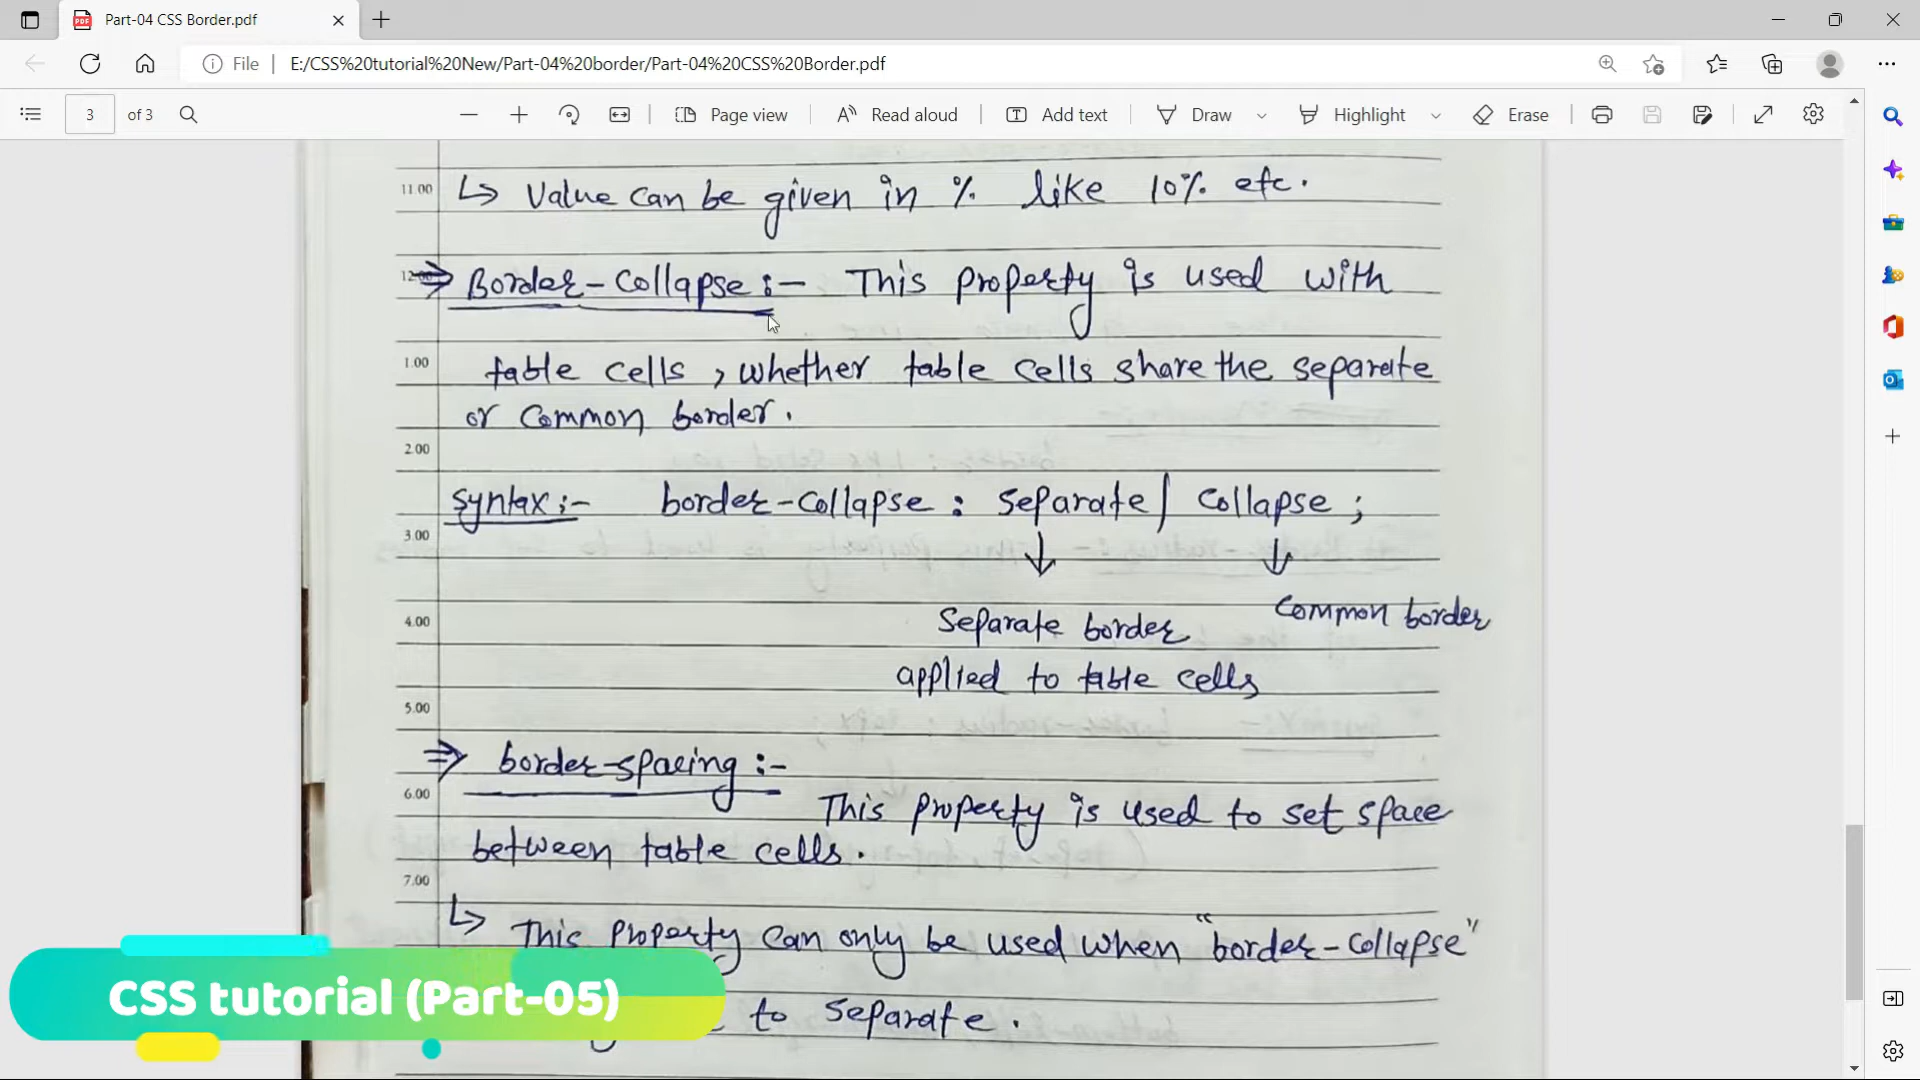 Part-04 CSS Border.pdf
File
E:/CSS%20tutorial%20New/Part-04%20border/Part-04%20CSS%20Border.pdf
3 of 3
Page view
Read aloud
Add text
Draw
Highlight
Erase
11.00 ↳ Value can be given in % like 10% etc.
12.00 ⇒ Border-Collapse :- This property is used with
1.00 table cells, whether table cells share the separate
or Common border.
2.00
Syntax :- border-collapse : separate / collapse ;
3.00 ↓ ↓
4.00 Separate border Common border
applied to table cells
5.00
⇒ border-spacing :-
6.00 This property is used to set space
between table cells.
7.00
↳ This property can only be used when "border-collapse"
to separate.
CSS tutorial (Part-05)